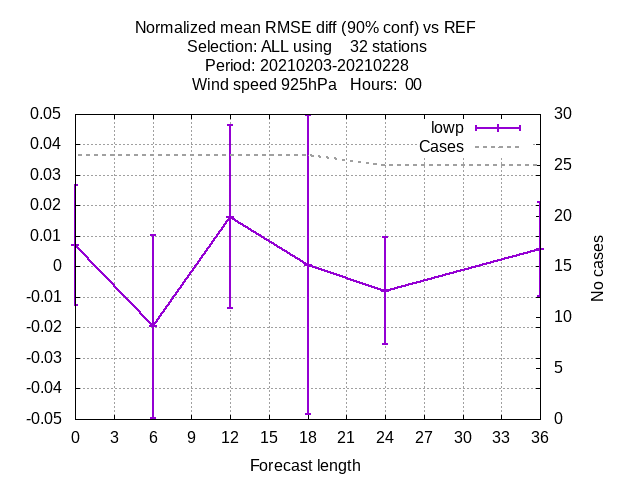 Normalized mean RMSE diff (90% conf) vs REF
Selection: ALL using 32 stations
Period: 20210203-20210228
Wind speed 925hPa Hours: 00
0.05 30
lowp
0.04 Cases
0.03 25
0.02 20
0.01
0 15
-0.01
-0.02 10
-0.03 5
-0.04
-0.05 0
No cases
0 3 6 9 12 15 18 21 24 27 30 33 36
Forecast length